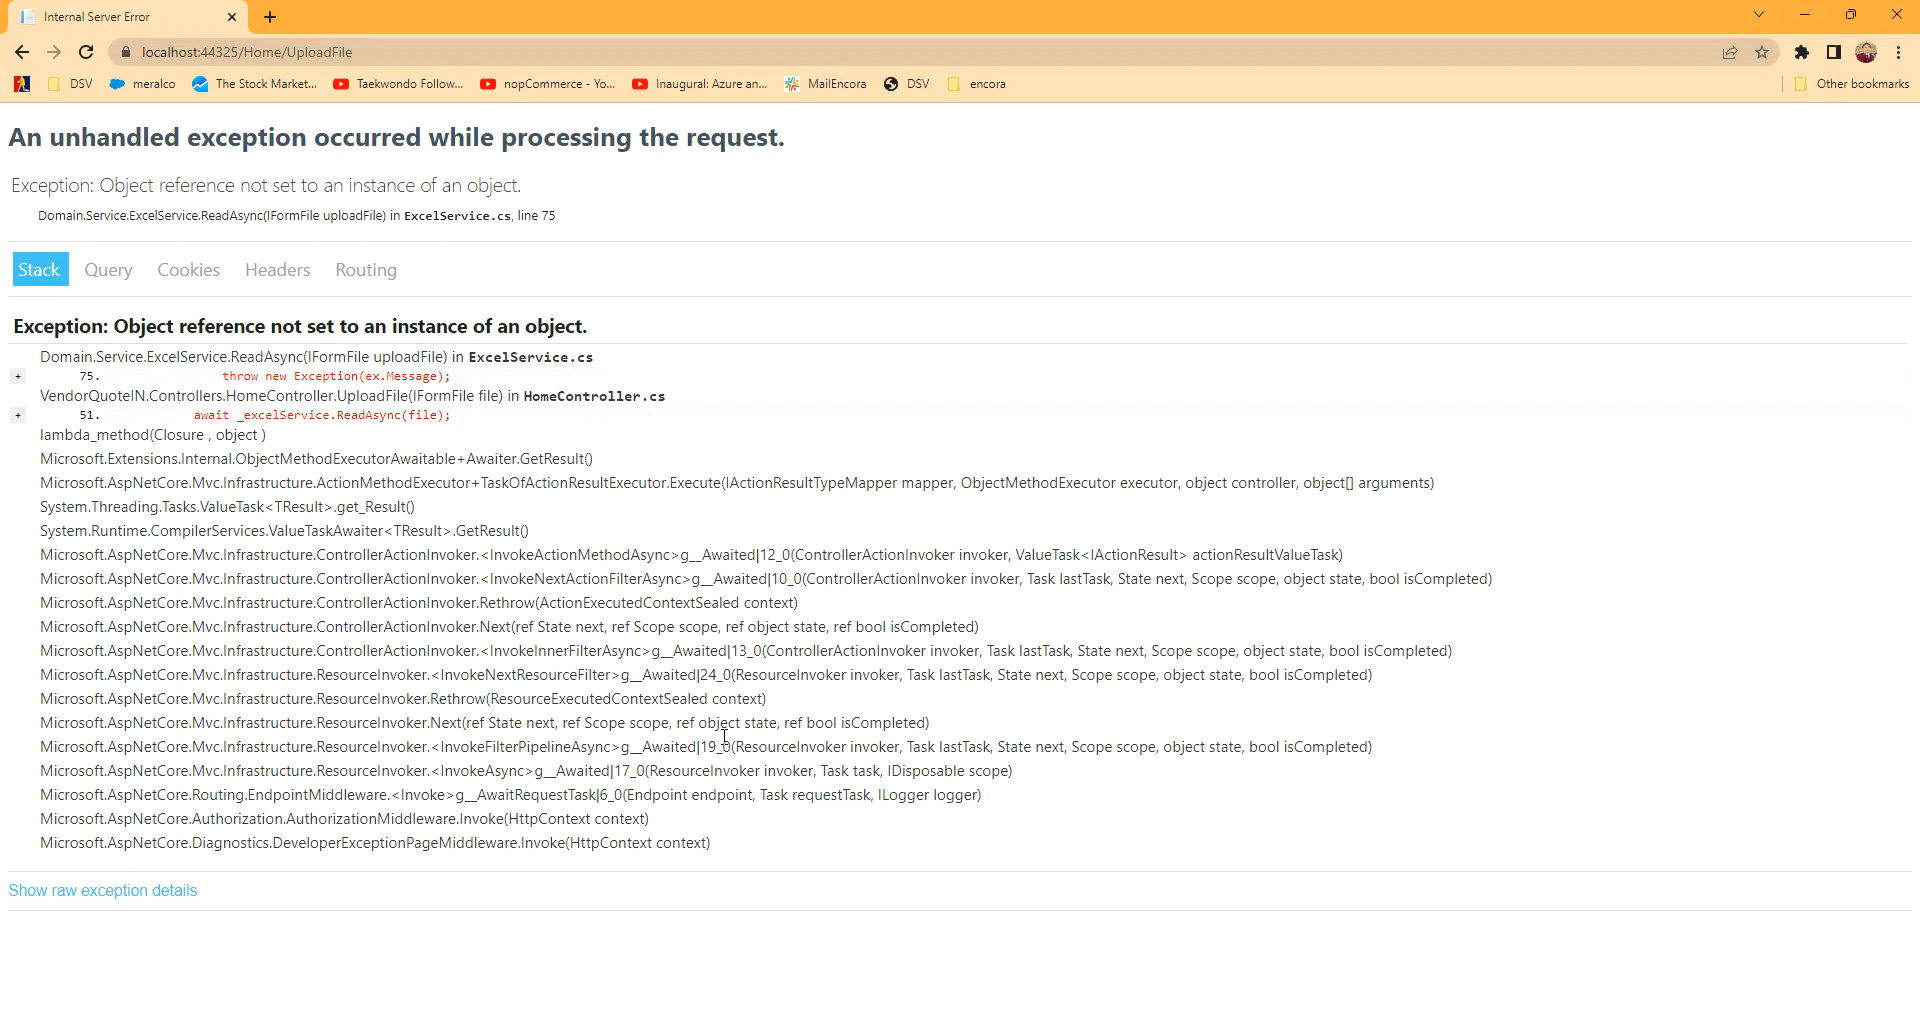 Internal Server Error
localhost:44325/Home/UploadFile
DSV meralco The Stock Market... Taekwondo Follow... nopCommerce - Yo... Inaugural: Azure an... MailEncora DSV encora Other bookmarks
An unhandled exception occurred while processing the request.
Exception: Object reference not set to an instance of an object.
Domain.Service.ExcelService.ReadAsync(IFormFile uploadFile) in ExcelService.cs, line 75
Stack Query Cookies Headers Routing
Exception: Object reference not set to an instance of an object.
Domain.Service.ExcelService.ReadAsync(IFormFile uploadFile) in ExcelService.cs
+ 75. throw new Exception(ex.Message);
VendorQuoteIN.Controllers.HomeController.UploadFile(IFormFile file) in HomeController.cs
+ 51. await _excelService.ReadAsync(file);
lambda_method(Closure , object )
Microsoft.Extensions.Internal.ObjectMethodExecutorAwaitable+Awaiter.GetResult()
Microsoft.AspNetCore.Mvc.Infrastructure.ActionMethodExecutor+TaskOfActionResultExecutor.Execute(IActionResultTypeMapper mapper, ObjectMethodExecutor executor, object controller, object[] arguments)
System.Threading.Tasks.ValueTask<TResult>.get_Result()
System.Runtime.CompilerServices.ValueTaskAwaiter<TResult>.GetResult()
Microsoft.AspNetCore.Mvc.Infrastructure.ControllerActionInvoker.<InvokeActionMethodAsync>g__Awaited|12_0(ControllerActionInvoker invoker, ValueTask<IActionResult> actionResultValueTask)
Microsoft.AspNetCore.Mvc.Infrastructure.ControllerActionInvoker.<InvokeNextActionFilterAsync>g__Awaited|10_0(ControllerActionInvoker invoker, Task lastTask, State next, Scope scope, object state, bool isCompleted)
Microsoft.AspNetCore.Mvc.Infrastructure.ControllerActionInvoker.Rethrow(ActionExecutedContextSealed context)
Microsoft.AspNetCore.Mvc.Infrastructure.ControllerActionInvoker.Next(ref State next, ref Scope scope, ref object state, ref bool isCompleted)
Microsoft.AspNetCore.Mvc.Infrastructure.ControllerActionInvoker.<InvokeInnerFilterAsync>g__Awaited|13_0(ControllerActionInvoker invoker, Task lastTask, State next, Scope scope, object state, bool isCompleted)
Microsoft.AspNetCore.Mvc.Infrastructure.ResourceInvoker.<InvokeNextResourceFilter>g__Awaited|24_0(ResourceInvoker invoker, Task lastTask, State next, Scope scope, object state, bool isCompleted)
Microsoft.AspNetCore.Mvc.Infrastructure.ResourceInvoker.Rethrow(ResourceExecutedContextSealed context)
Microsoft.AspNetCore.Mvc.Infrastructure.ResourceInvoker.Next(ref State next, ref Scope scope, ref object state, ref bool isCompleted)
Microsoft.AspNetCore.Mvc.Infrastructure.ResourceInvoker.<InvokeFilterPipelineAsync>g__Awaited|19_0(ResourceInvoker invoker, Task lastTask, State next, Scope scope, object state, bool isCompleted)
Microsoft.AspNetCore.Mvc.Infrastructure.ResourceInvoker.<InvokeAsync>g__Awaited|17_0(ResourceInvoker invoker, Task task, IDisposable scope)
Microsoft.AspNetCore.Routing.EndpointMiddleware.<Invoke>g__AwaitRequestTask|6_0(Endpoint endpoint, Task requestTask, ILogger logger)
Microsoft.AspNetCore.Authorization.AuthorizationMiddleware.Invoke(HttpContext context)
Microsoft.AspNetCore.Diagnostics.DeveloperExceptionPageMiddleware.Invoke(HttpContext context)
Show raw exception details